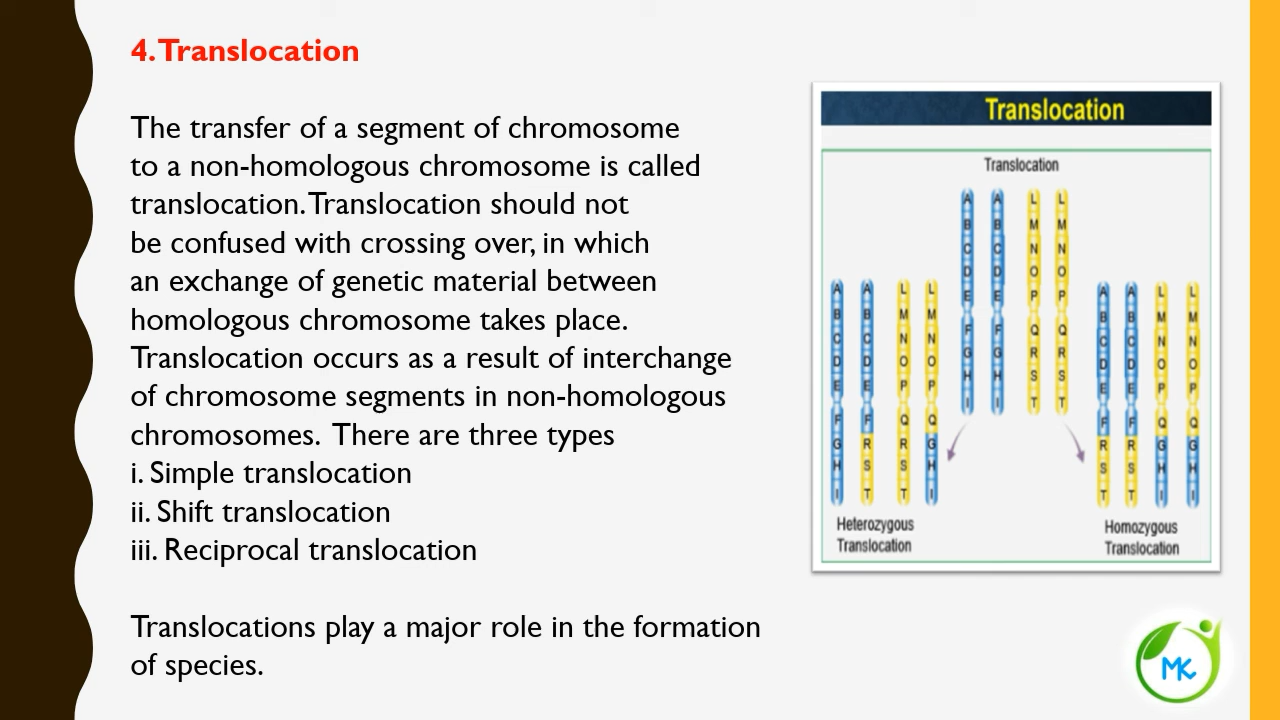 4. Translocation
The transfer of a segment of chromosome
to a non-homologous chromosome is called
translocation. Translocation should not
be confused with crossing over, in which
an exchange of genetic material between
homologous chromosome takes place.
Translocation occurs as a result of interchange
of chromosome segments in non-homologous
chromosomes. There are three types
i. Simple translocation
ii. Shift translocation
iii. Reciprocal translocation
Translocations play a major role in the formation
of species.
Translocation
Translocation
A B C D E F G H I
A B C D E F G H I
L M N O P Q R S T
L M N O P Q R S T
A B C D E F G H I
A B C D E F R S T
L M N O P Q R S T
L M N O P Q G H I
Heterozygous
Translocation
A B C D E F R S T
A B C D E F R S T
L M N O P Q G H I
L M N O P Q G H I
Homozygous
Translocation
MK